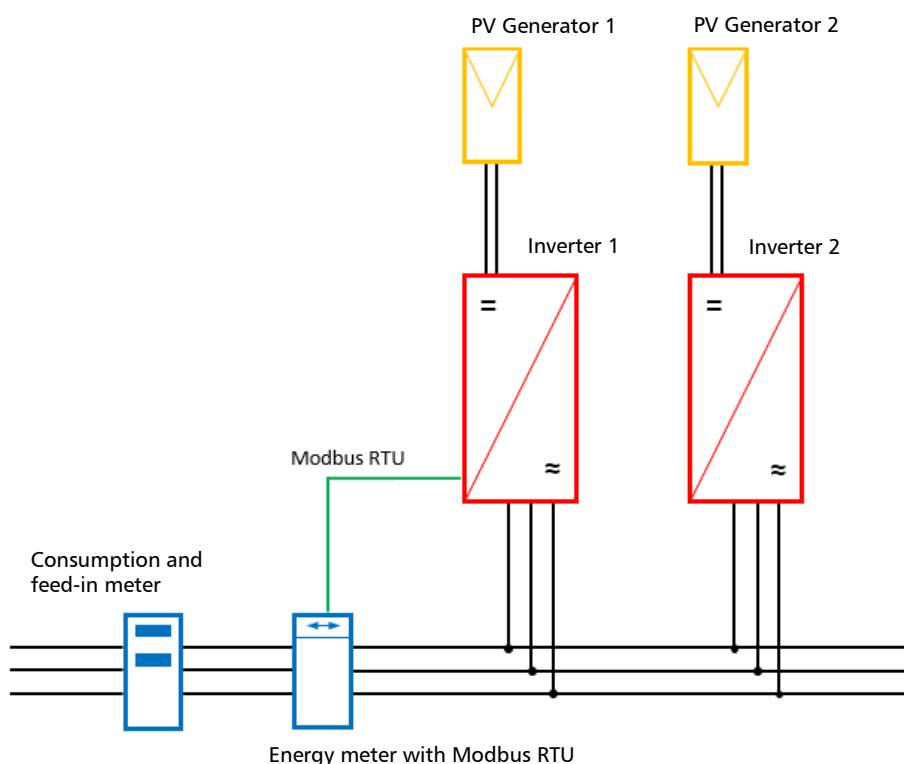 PV Generator 1
PV Generator 2
Inverter 1
Inverter 2
=
=
≈
≈
Modbus RTU
Consumption and
feed-in meter
Energy meter with Modbus RTU